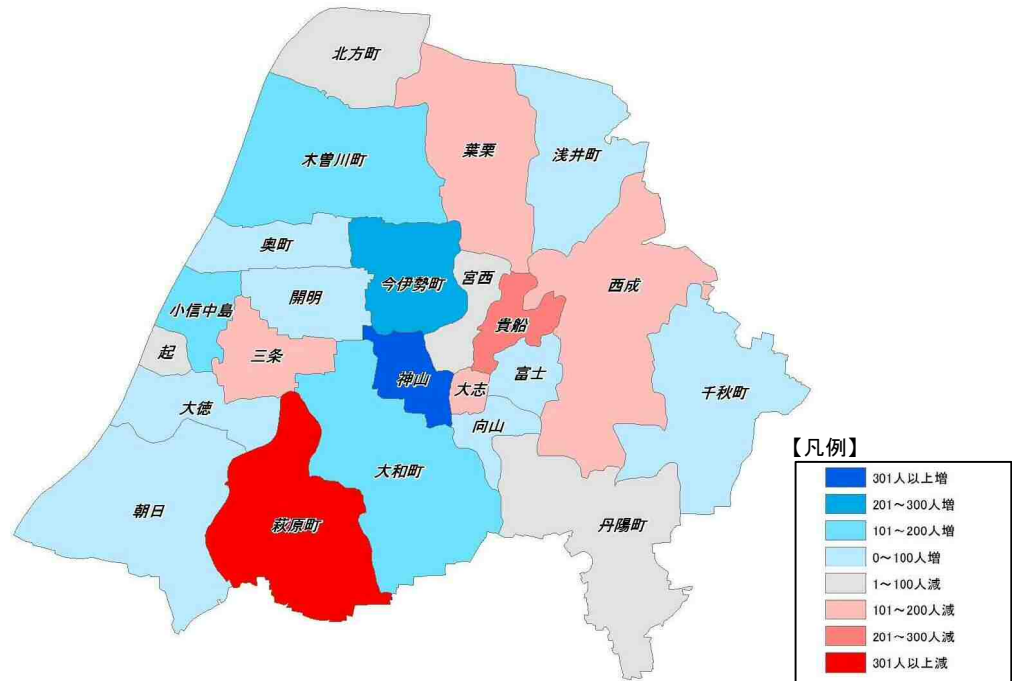 北方町
木曽川町
葉栗
浅井町
奥町
今伊勢町
宮西
西成
開明
小信中島
貴船
起
三条
神山
大志
富士
千秋町
大徳
向山
大和町
朝日
萩原町
丹陽町
【凡例】
301人以上増
201～300人増
101～200人増
0～100人増
1～100人減
101～200人減
201～300人減
301人以上減